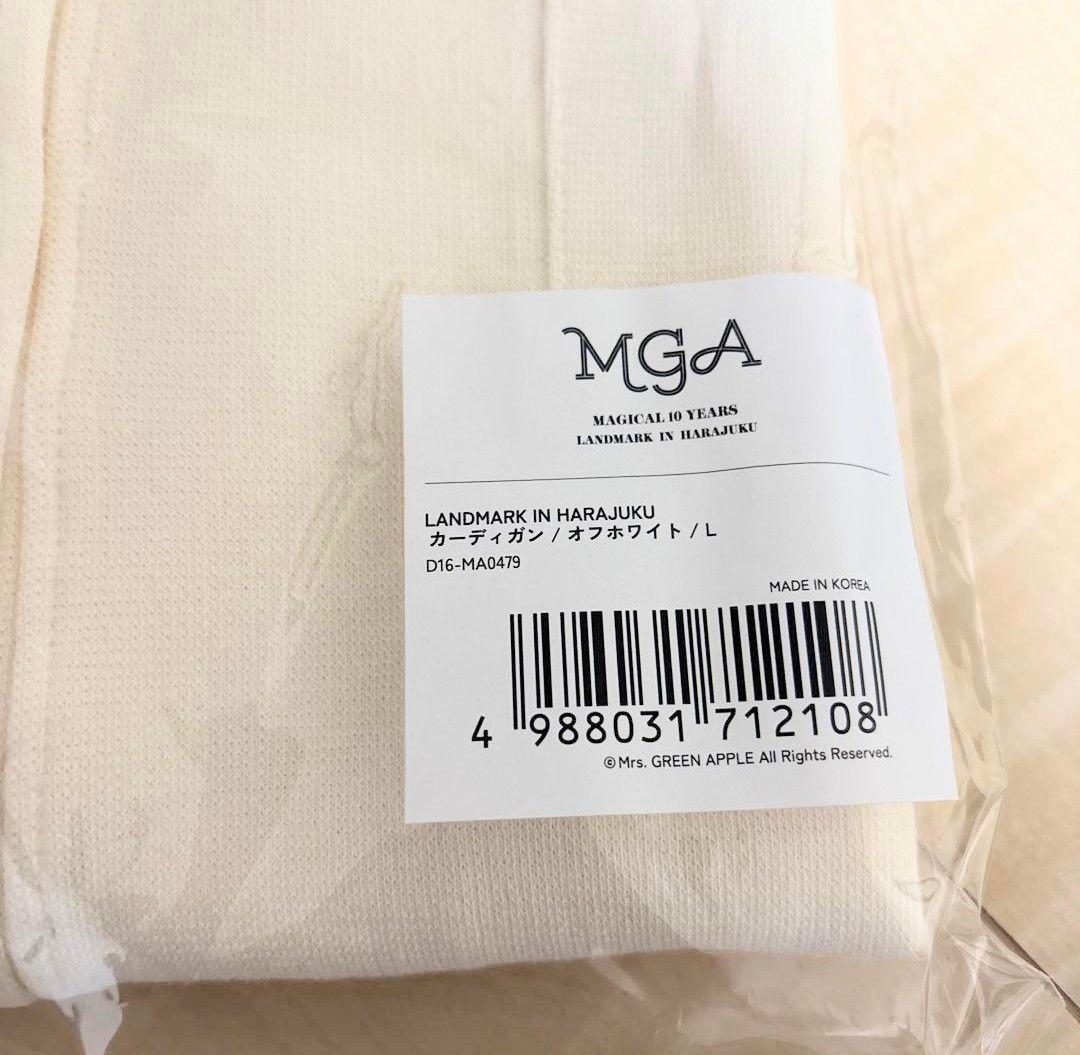 MGA
MAGICAL 10 YEARS
LANDMARK IN HARAJUKU
LANDMARK IN HARAJUKU
カーディガン / オフホワイト / L
D16-MA0479
MADE IN KOREA
4 988031 712108
©Mrs. GREEN APPLE All Rights Reserved.